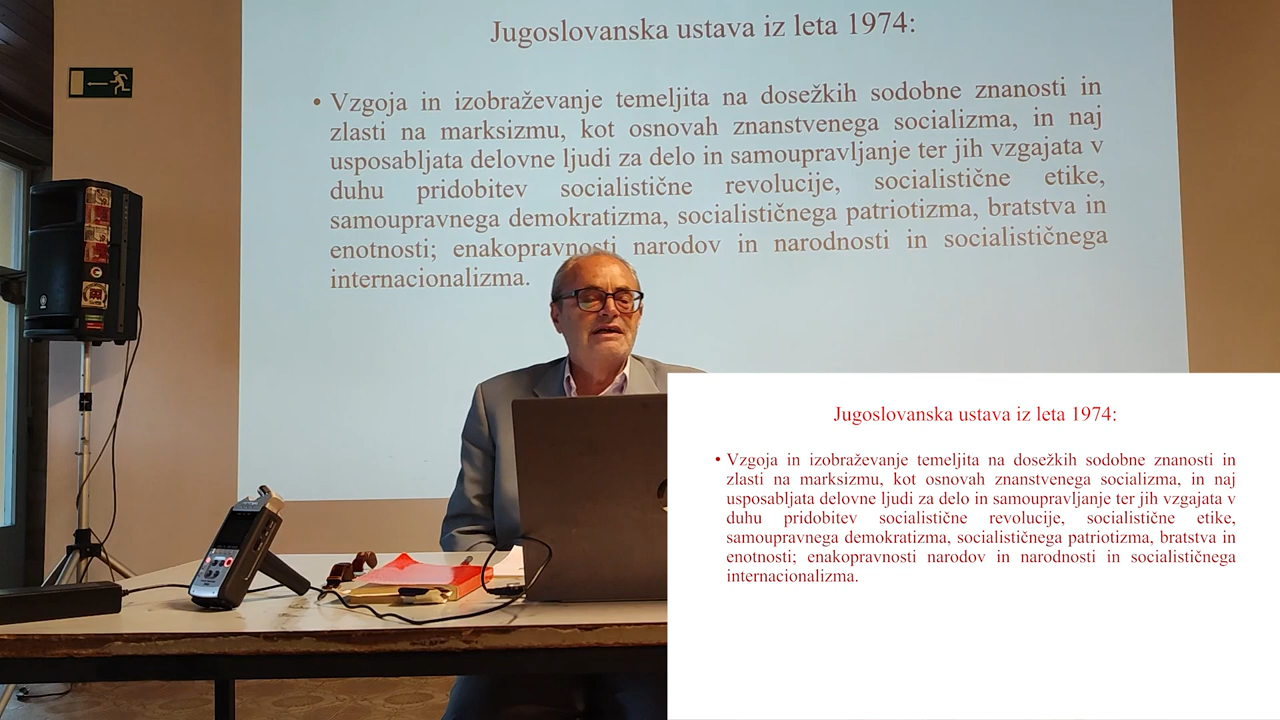 Jugoslovanska ustava iz leta 1974:
• Vzgoja in izobraževanje temeljita na dosežkih sodobne znanosti in
zlasti na marksizmu, kot osnovah znanstvenega socializma, in naj
usposabljata delovne ljudi za delo in samoupravljanje ter jih vzgajata v
duhu pridobitev socialistične revolucije, socialistične etike,
samoupravnega demokratizma, socialističnega patriotizma, bratstva in
enotnosti; enakopravnosti narodov in narodnosti in socialističnega
internacionalizma.
Jugoslovanska ustava iz leta 1974:
• Vzgoja in izobraževanje temeljita na dosežkih sodobne znanosti in
zlasti na marksizmu, kot osnovah znanstvenega socializma, in naj
usposabljata delovne ljudi za delo in samoupravljanje ter jih vzgajata v
duhu pridobitev socialistične revolucije, socialistične etike,
samoupravnega demokratizma, socialističnega patriotizma, bratstva in
enotnosti; enakopravnosti narodov in narodnosti in socialističnega
internacionalizma.